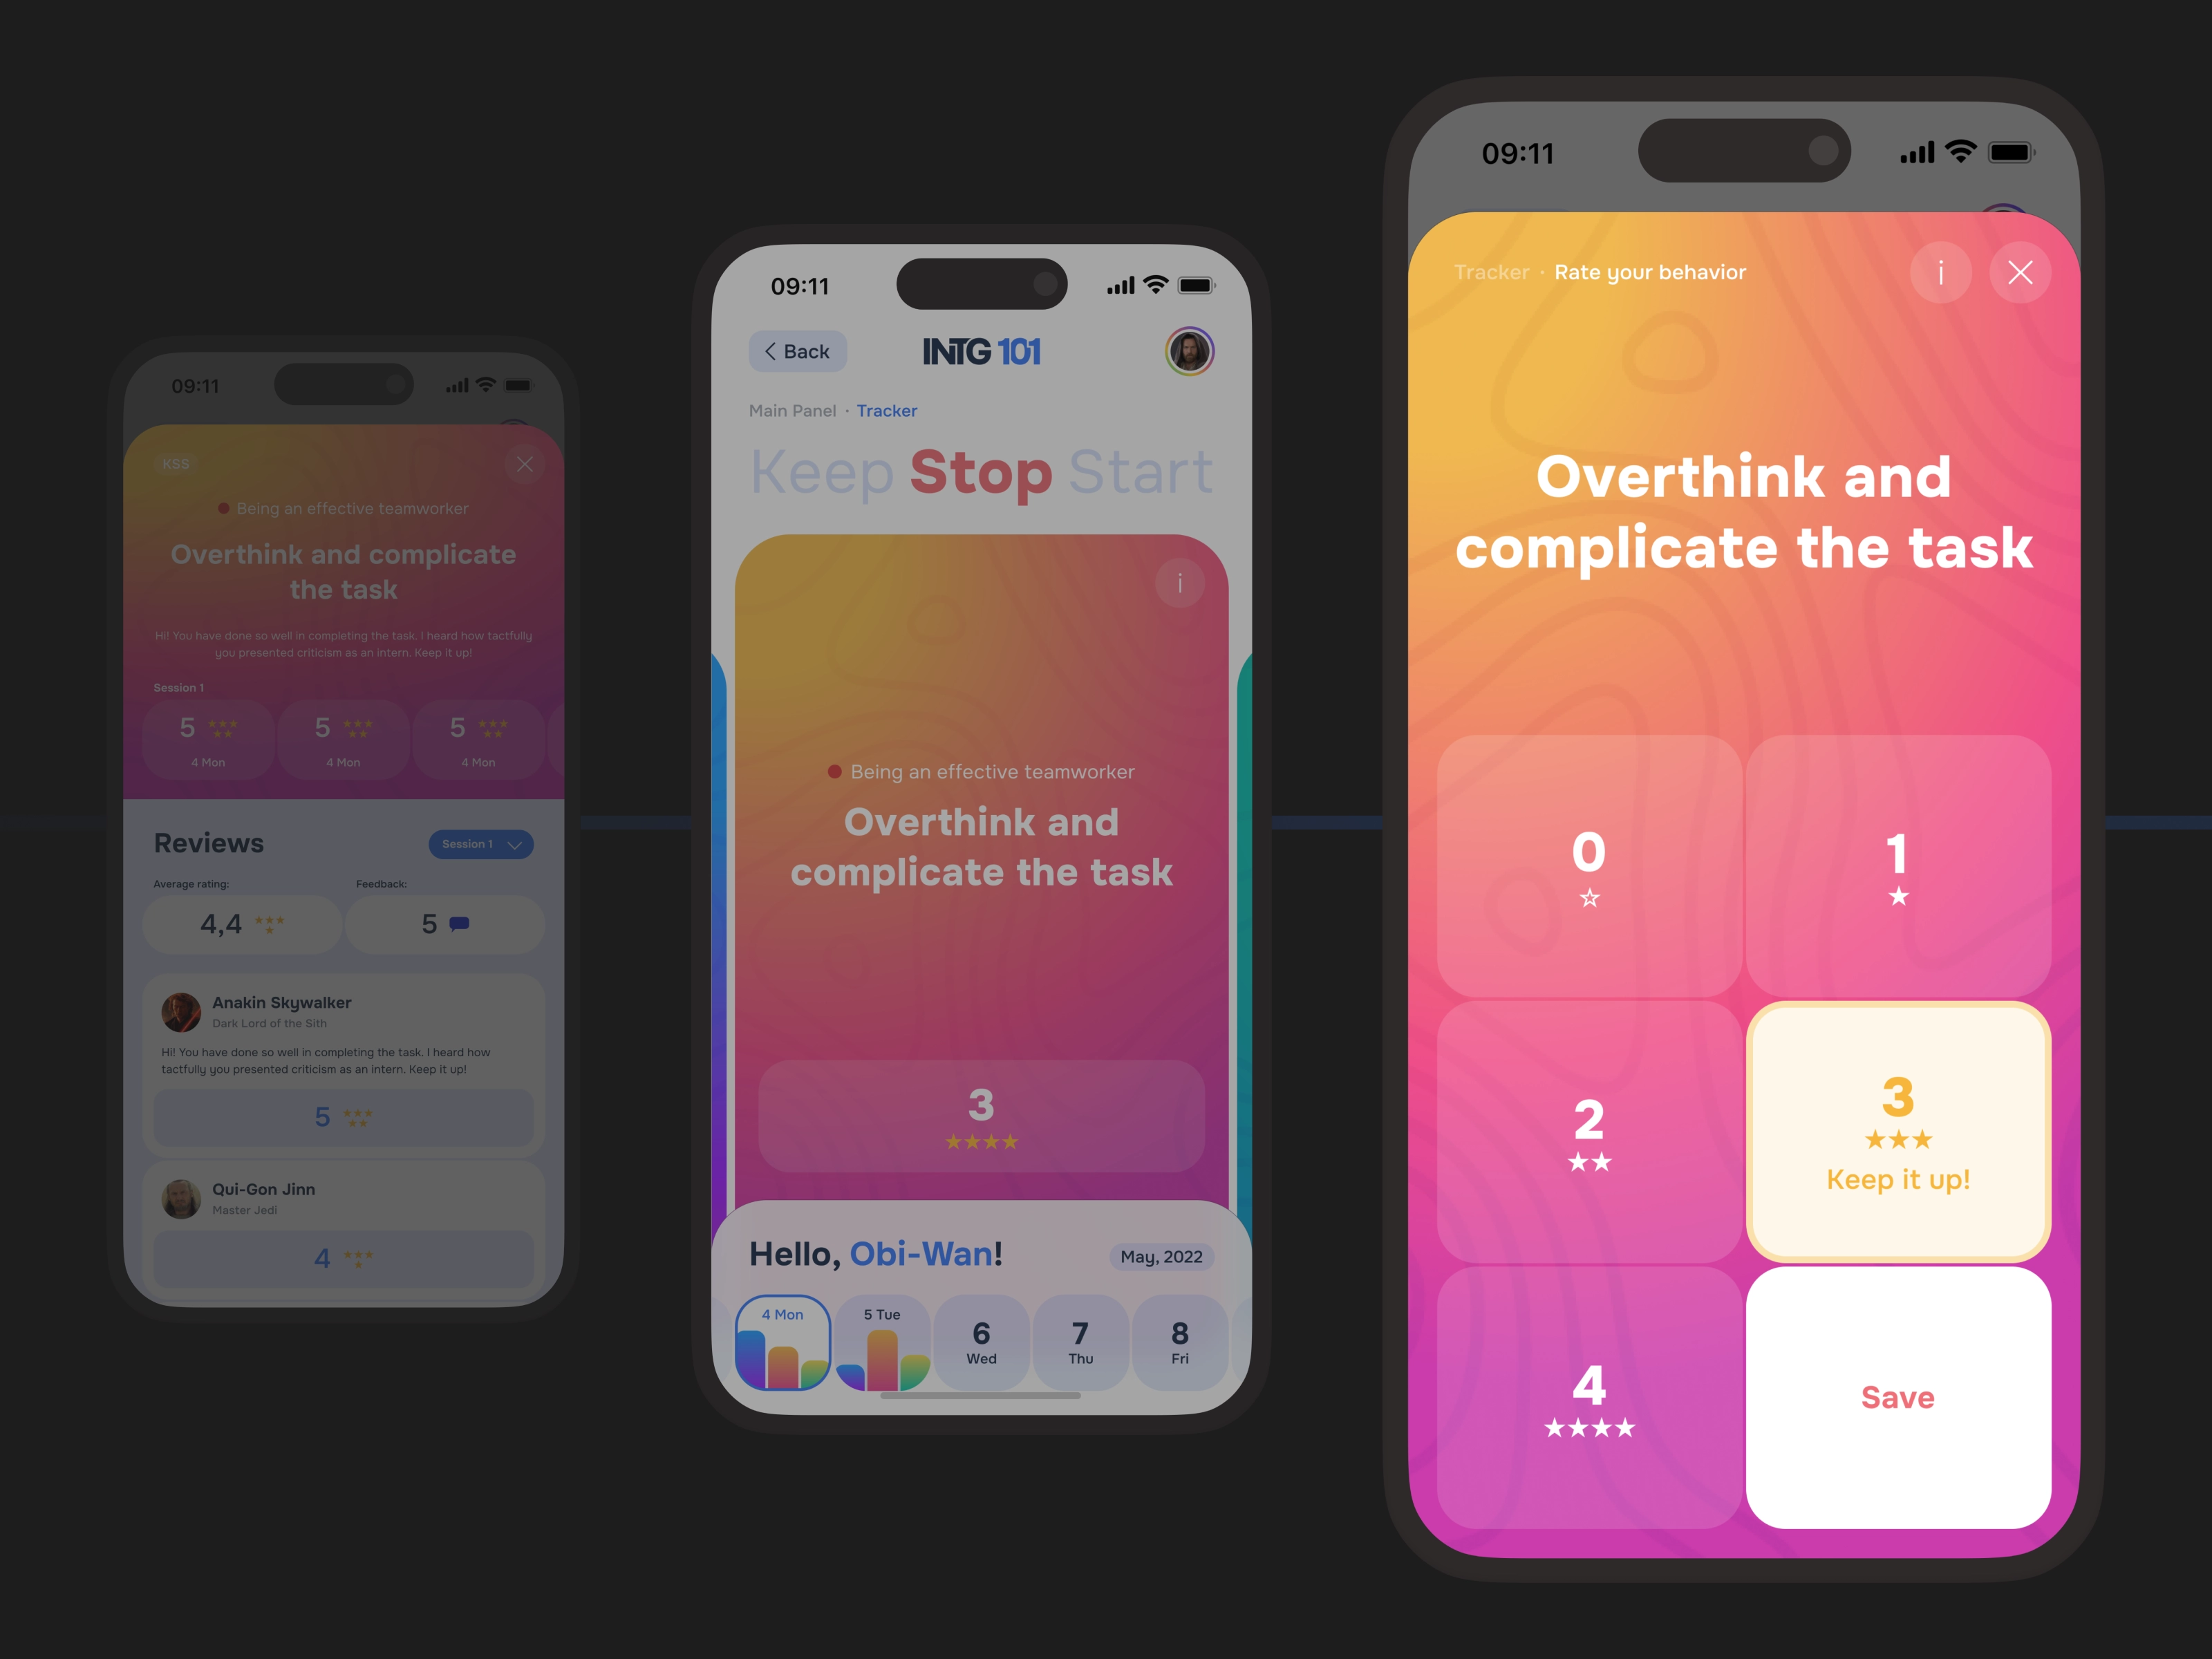 09:11
KSS
Being an effective teamworker
Overthink and complicate
the task
Hi! You have done so well in completing the task. I heard how tactfully
you presented criticism as an intern. Keep it up!
Session 1
5
4 Mon
5
4 Mon
5
4 Mon
Reviews
Session 1
Average rating:
Feedback:
4,4
5
Anakin Skywalker
Dark Lord of the Sith
Hi! You have done so well in completing the task. I heard how
tactfully you presented criticism as an intern. Keep it up!
5
Qui-Gon Jinn
Master Jedi
4
09:11
Back
INTG 101
Main Panel · Tracker
Keep Stop Start
i
Being an effective teamworker
Overthink and
complicate the task
3
Hello, Obi-Wan!
May, 2022
4 Mon
5 Tue
6
Wed
7
Thu
8
Fri
09:11
Tracker · Rate your behavior
i
Overthink and
complicate the task
0
1
2
3
Keep it up!
4
Save